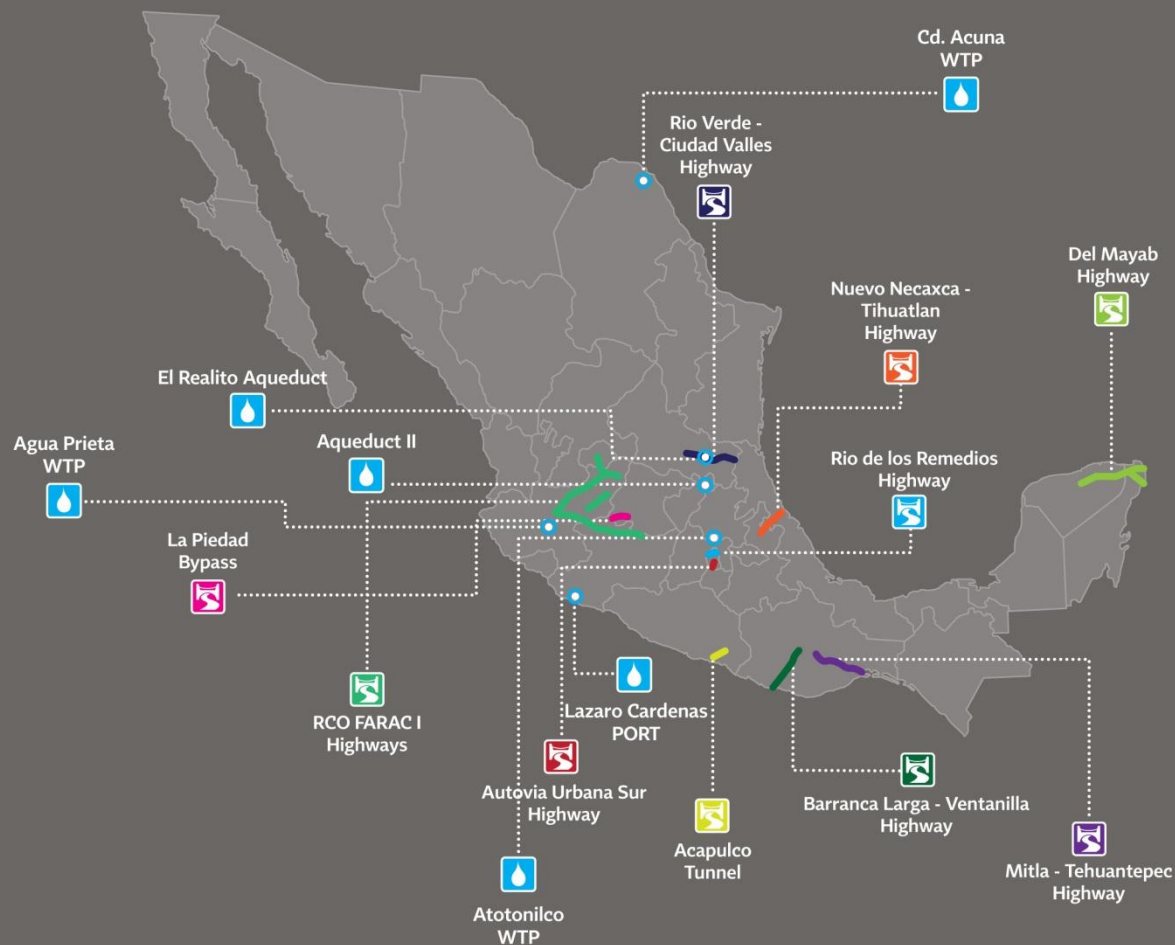 Cd. Acuna
WTP
Rio Verde -
Ciudad Valles
Highway
Del Mayab
Highway
Nuevo Necaxca -
Tihuatlan
Highway
El Realito Aqueduct
Agua Prieta
WTP
Aqueduct II
Rio de los Remedios
Highway
La Piedad
Bypass
RCO FARAC I
Highways
Lazaro Cardenas
PORT
Autovia Urbana Sur
Highway
Barranca Larga - Ventanilla
Highway
Acapulco
Tunnel
Mitla - Tehuantepec
Highway
Atotonilco
WTP